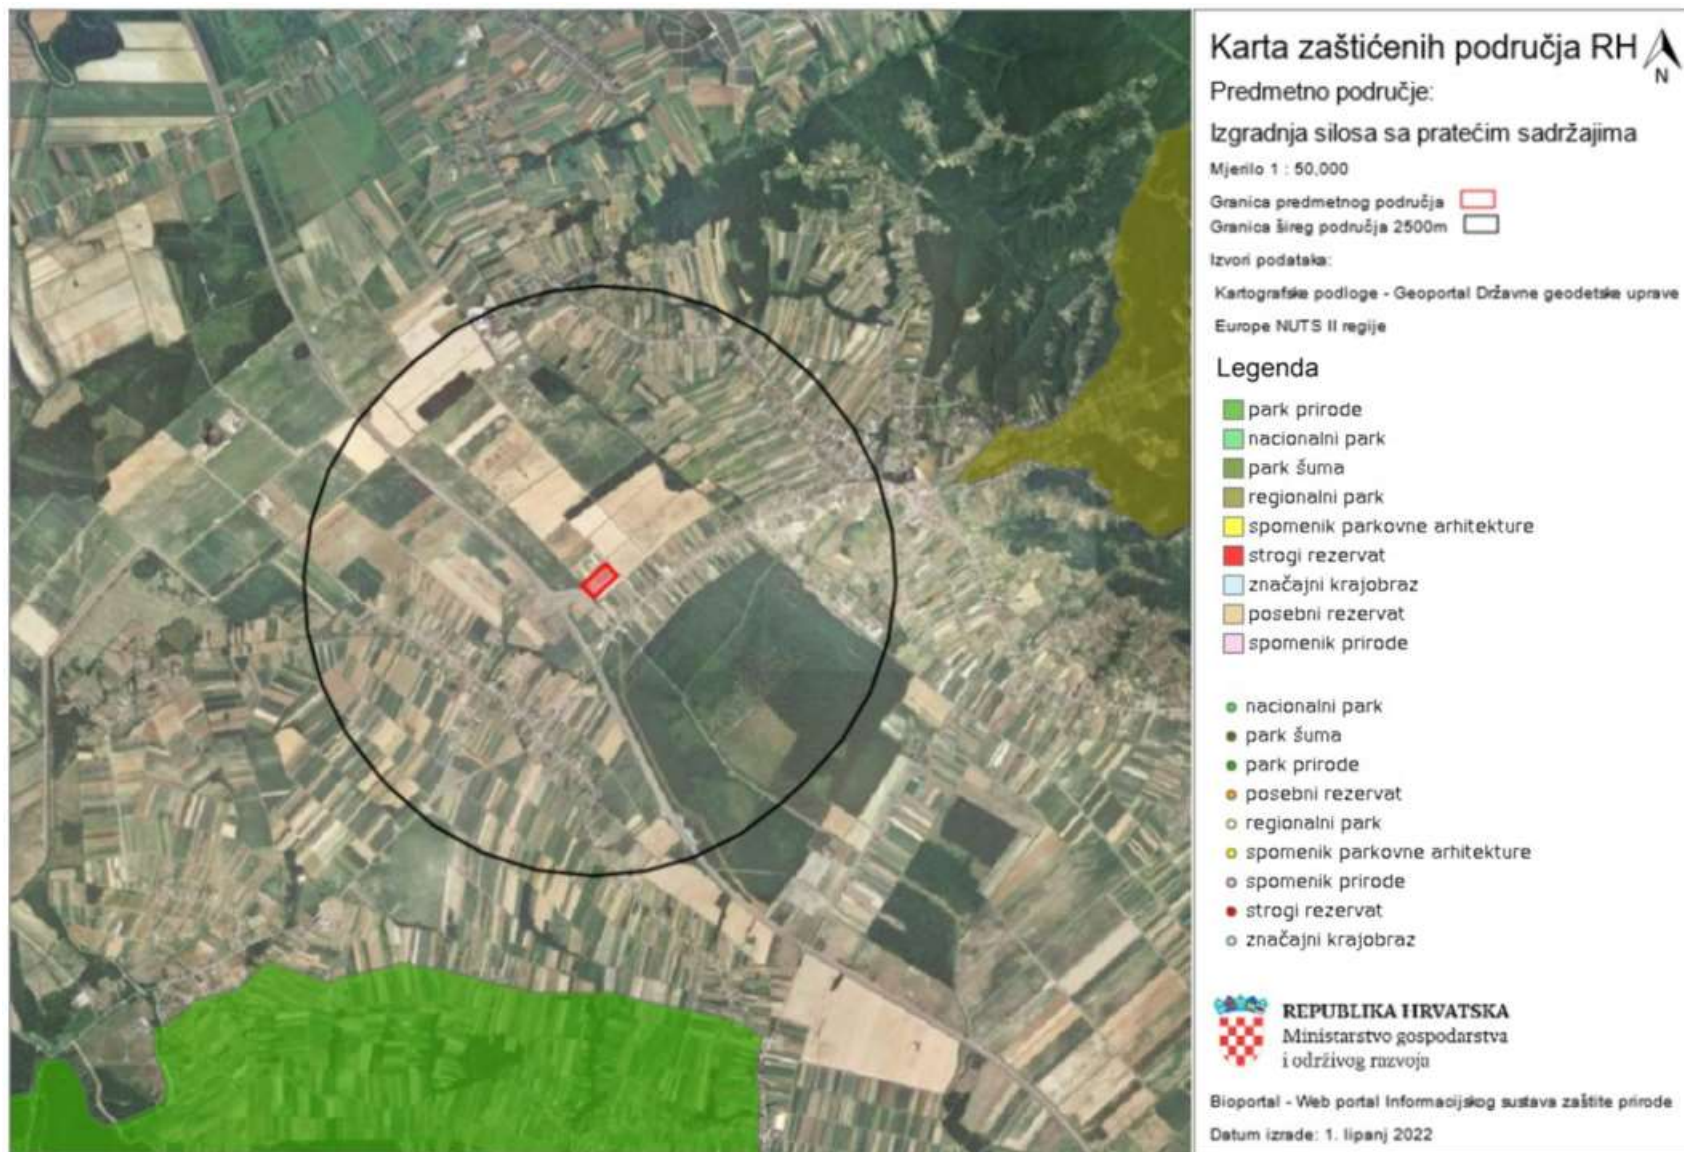 Karta zaštićenih područja RH
N
Predmetno područje:
Izgradnja silosa sa pratećim sadržajima
Mjerilo 1 : 50,000
Granica predmetnog područja
Granica šireg područja 2500m
Izvori podataka:
Kartografske podloge - Geoportal Državne geodetske uprave
Europe NUTS II regije
Legenda
park prirode
nacionalni park
park šuma
regionalni park
spomenik parkovne arhitekture
strogi rezervat
značajni krajobraz
posebni rezervat
spomenik prirode
nacionalni park
park šuma
park prirode
posebni rezervat
regionalni park
spomenik parkovne arhitekture
spomenik prirode
strogi rezervat
značajni krajobraz
REPUBLIKA HRVATSKA
Ministarstvo gospodarstva
i održivog razvoja
Bioportal - Web portal Informacijskog sustava zaštite prirode
Datum izrade: 1. lipanj 2022